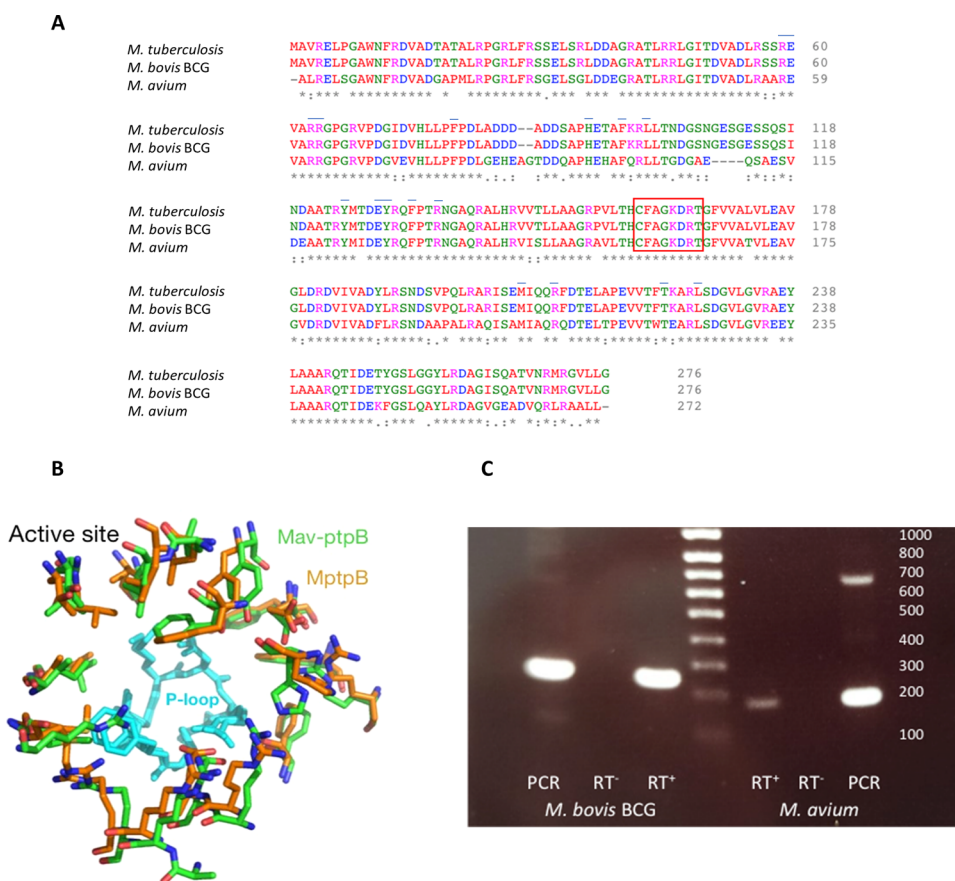 A
M. tuberculosis MAVRELPGAWNFRDVADTATALRPGRLFRSSELSRLDDAGRATLRRLGITDVADLRSSRE 60
M. bovis BCG MAVRELPGAWNFRDVADTATALRPGRLFRSSELSRLDDAGRATLRRLGITDVADLRSSRE 60
M. avium -ALRELSGAWNFRDVADGAPMLRPGRLFRSGELSGLDDEGRATLRRLGITDVADLRAARE 59
M. tuberculosis VARRGPGRVPDGIDVHLLPFPDLADDD--ADDSAPHETAFKRLLTNDGSNGESGESSQSI 118
M. bovis BCG VARRGPGRVPDGIDVHLLPFPDLADDD--ADDSAPHETAFKRLLTNDGSNGESGESSQSI 118
M. avium VARRGPGRVPDGVEVHLLPFPDLGEHEAGTDDQAPHEHAFQRLLTGDGAE----QSAESV 115
M. tuberculosis NDAATRYMTDEYRQFPTRNGAQRALHRVVTLLAAGRPVLTHCFAGKDRTGFVVALVLEAV 178
M. bovis BCG NDAATRYMTDEYRQFPTRNGAQRALHRVVTLLAAGRPVLTHCFAGKDRTGFVVALVLEAV 178
M. avium DEAATRYMIDEYRQFPTRNGAQRALHRVISLLAAGRAVLTHCFAGKDRTGFVVATVLEAV 175
M. tuberculosis GLDRDVIVADYLRSNDSVPQLRARISEMIQQRFDTELAPEVVTFTKARLSDGVLGVRAEY 238
M. bovis BCG GLDRDVIVADYLRSNDSVPQLRARISEMIQQRFDTELAPEVVTFTKARLSDGVLGVRAEY 238
M. avium GVDRDVIVADFLRSNDAAPALRAQISAMIAQRQDTELTPEVVTWTEARLSDGVLGVREEY 235
M. tuberculosis LAAARQTIDETYGSLGGYLRDAGISQATVNRMRGVLLG 276
M. bovis BCG LAAARQTIDETYGSLGGYLRDAGISQATVNRMRGVLLG 276
M. avium LAAARQTIDEKFGSLQAYLRDAGVGEADVQRLRAALL- 272
B
Active site
Mav-ptpB
MptpB
P-loop
C
1000
800
700
600
500
400
300
200
100
PCR RT- RT+ RT+ RT- PCR
M. bovis BCG M. avium